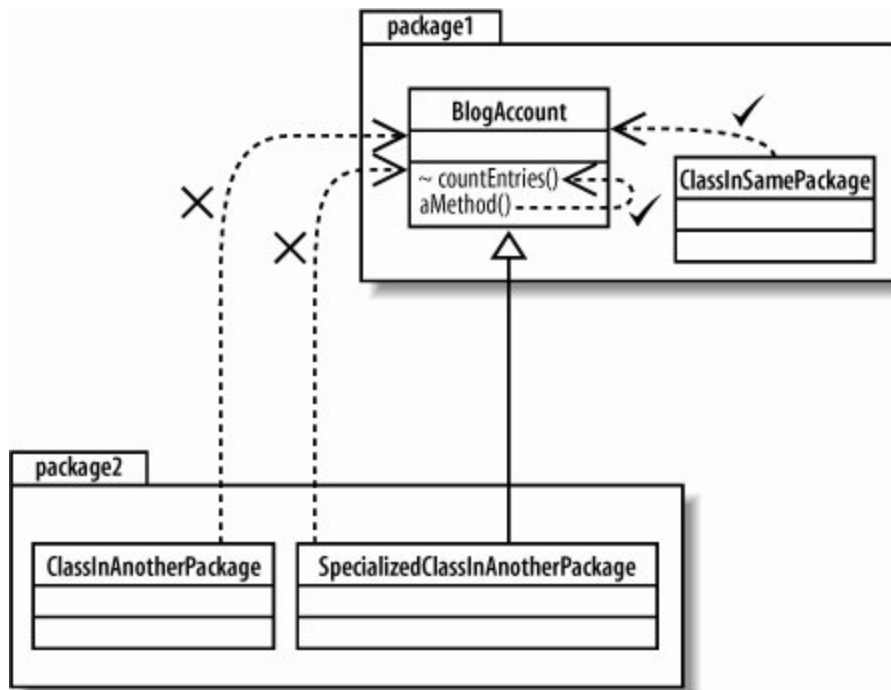 package1
BlogAccount
~ countEntries()
aMethod()
ClassInSamePackage
package2
ClassInAnotherPackage
SpecializedClassInAnotherPackage